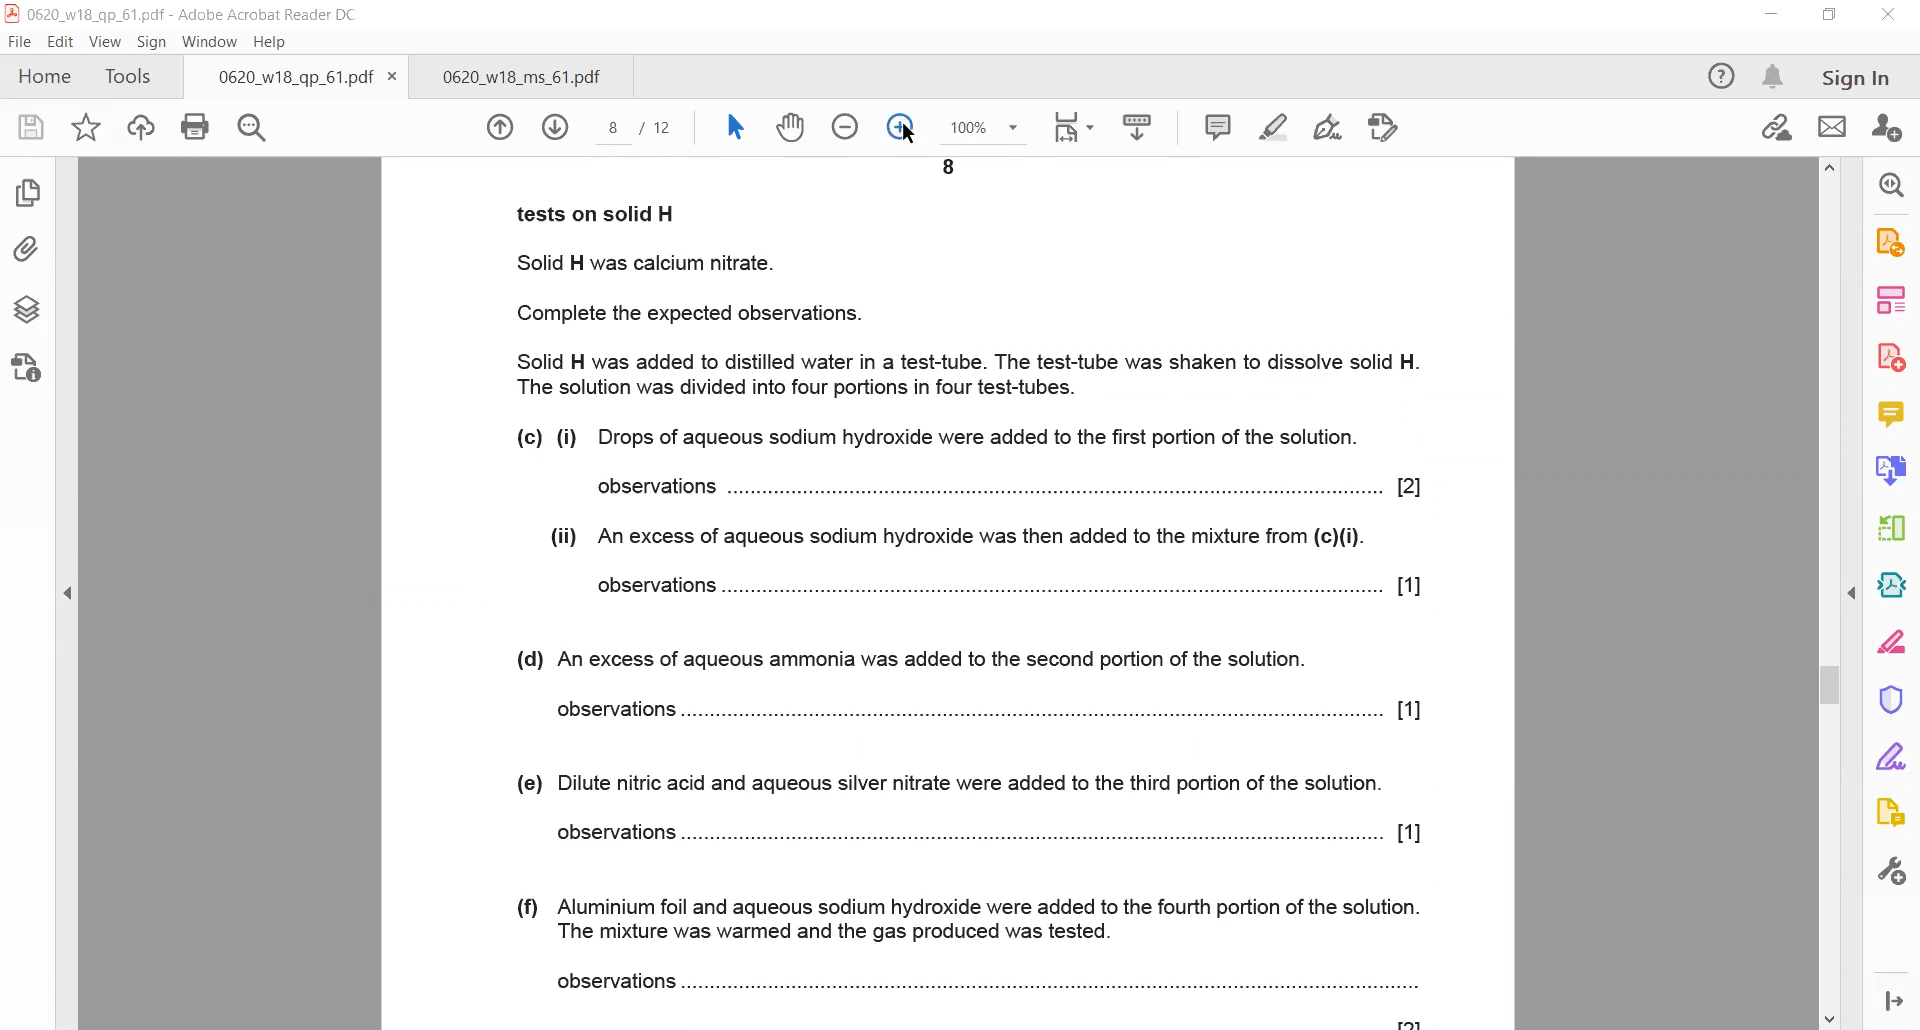 0620_w18_qp_61.pdf - Adobe Acrobat Reader DC
File Edit View Sign Window Help
Home Tools 0620_w18_qp_61.pdf × 0620_w18_ms_61.pdf Sign In
8 / 12 100%
8
tests on solid H
Solid H was calcium nitrate.
Complete the expected observations.
Solid H was added to distilled water in a test-tube. The test-tube was shaken to dissolve solid H.
The solution was divided into four portions in four test-tubes.
(c) (i) Drops of aqueous sodium hydroxide were added to the first portion of the solution.
observations ........................................................................................................ [2]
(ii) An excess of aqueous sodium hydroxide was then added to the mixture from (c)(i).
observations ........................................................................................................ [1]
(d) An excess of aqueous ammonia was added to the second portion of the solution.
observations ........................................................................................................ [1]
(e) Dilute nitric acid and aqueous silver nitrate were added to the third portion of the solution.
observations ........................................................................................................ [1]
(f) Aluminium foil and aqueous sodium hydroxide were added to the fourth portion of the solution.
The mixture was warmed and the gas produced was tested.
observations ........................................................................................................
[2]